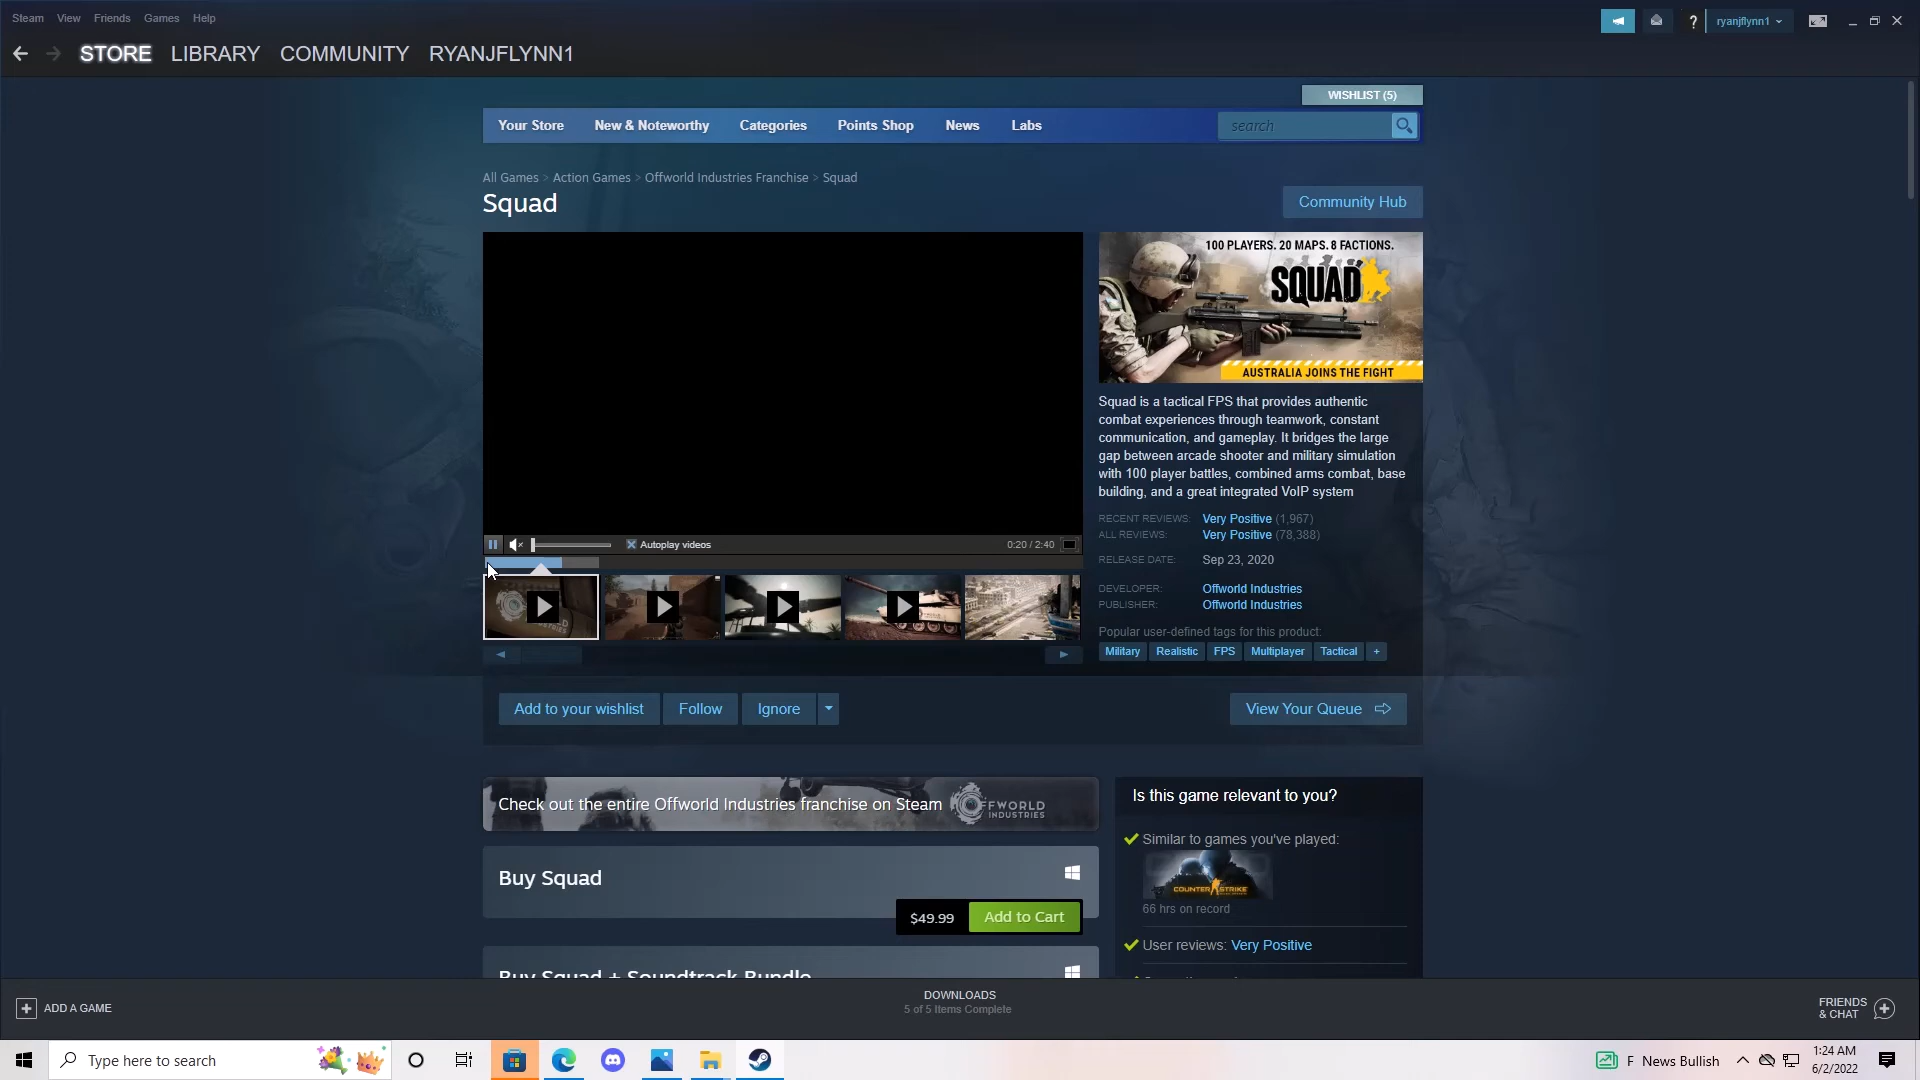 Steam View Friends Games Help
ryanjflynn1
STORE LIBRARY COMMUNITY RYANJFLYNN1
WISHLIST (5)
Your Store New & Noteworthy Categories Points Shop News Labs
search
All Games > Action Games > Offworld Industries Franchise > Squad
Squad
Community Hub
100 PLAYERS. 20 MAPS. 8 FACTIONS.
SQUAD
AUSTRALIA JOINS THE FIGHT
Squad is a tactical FPS that provides authentic
combat experiences through teamwork, constant
communication, and gameplay. It bridges the large
gap between arcade shooter and military simulation
with 100 player battles, combined arms combat, base
building, and a great integrated VoIP system
RECENT REVIEWS: Very Positive (1,967)
ALL REVIEWS: Very Positive (78,388)
RELEASE DATE: Sep 23, 2020
DEVELOPER: Offworld Industries
PUBLISHER: Offworld Industries
Popular user-defined tags for this product:
Military Realistic FPS Multiplayer Tactical +
Autoplay videos
0:20 / 2:40
Add to your wishlist Follow Ignore
View Your Queue
Check out the entire Offworld Industries franchise on Steam
OFFWORLD
INDUSTRIES
Buy Squad
$49.99 Add to Cart
Buy Squad + Soundtrack Bundle
Is this game relevant to you?
Similar to games you've played:
COUNTER STRIKE
66 hrs on record
User reviews: Very Positive
ADD A GAME
DOWNLOADS
5 of 5 Items Complete
FRIENDS
& CHAT
Type here to search
F News Bullish
1:24 AM
6/2/2022